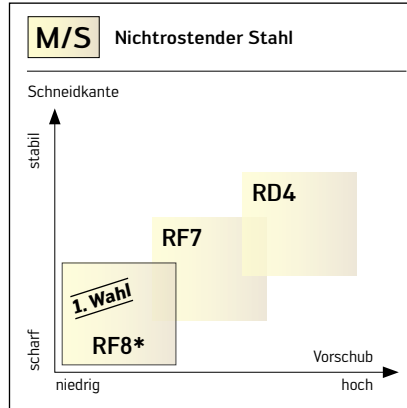 M/S Nichtrostender Stahl
Schneidkante
stabil
RD4
RF7
1. Wahl
RF8*
scharf
Vorschub
niedrig hoch